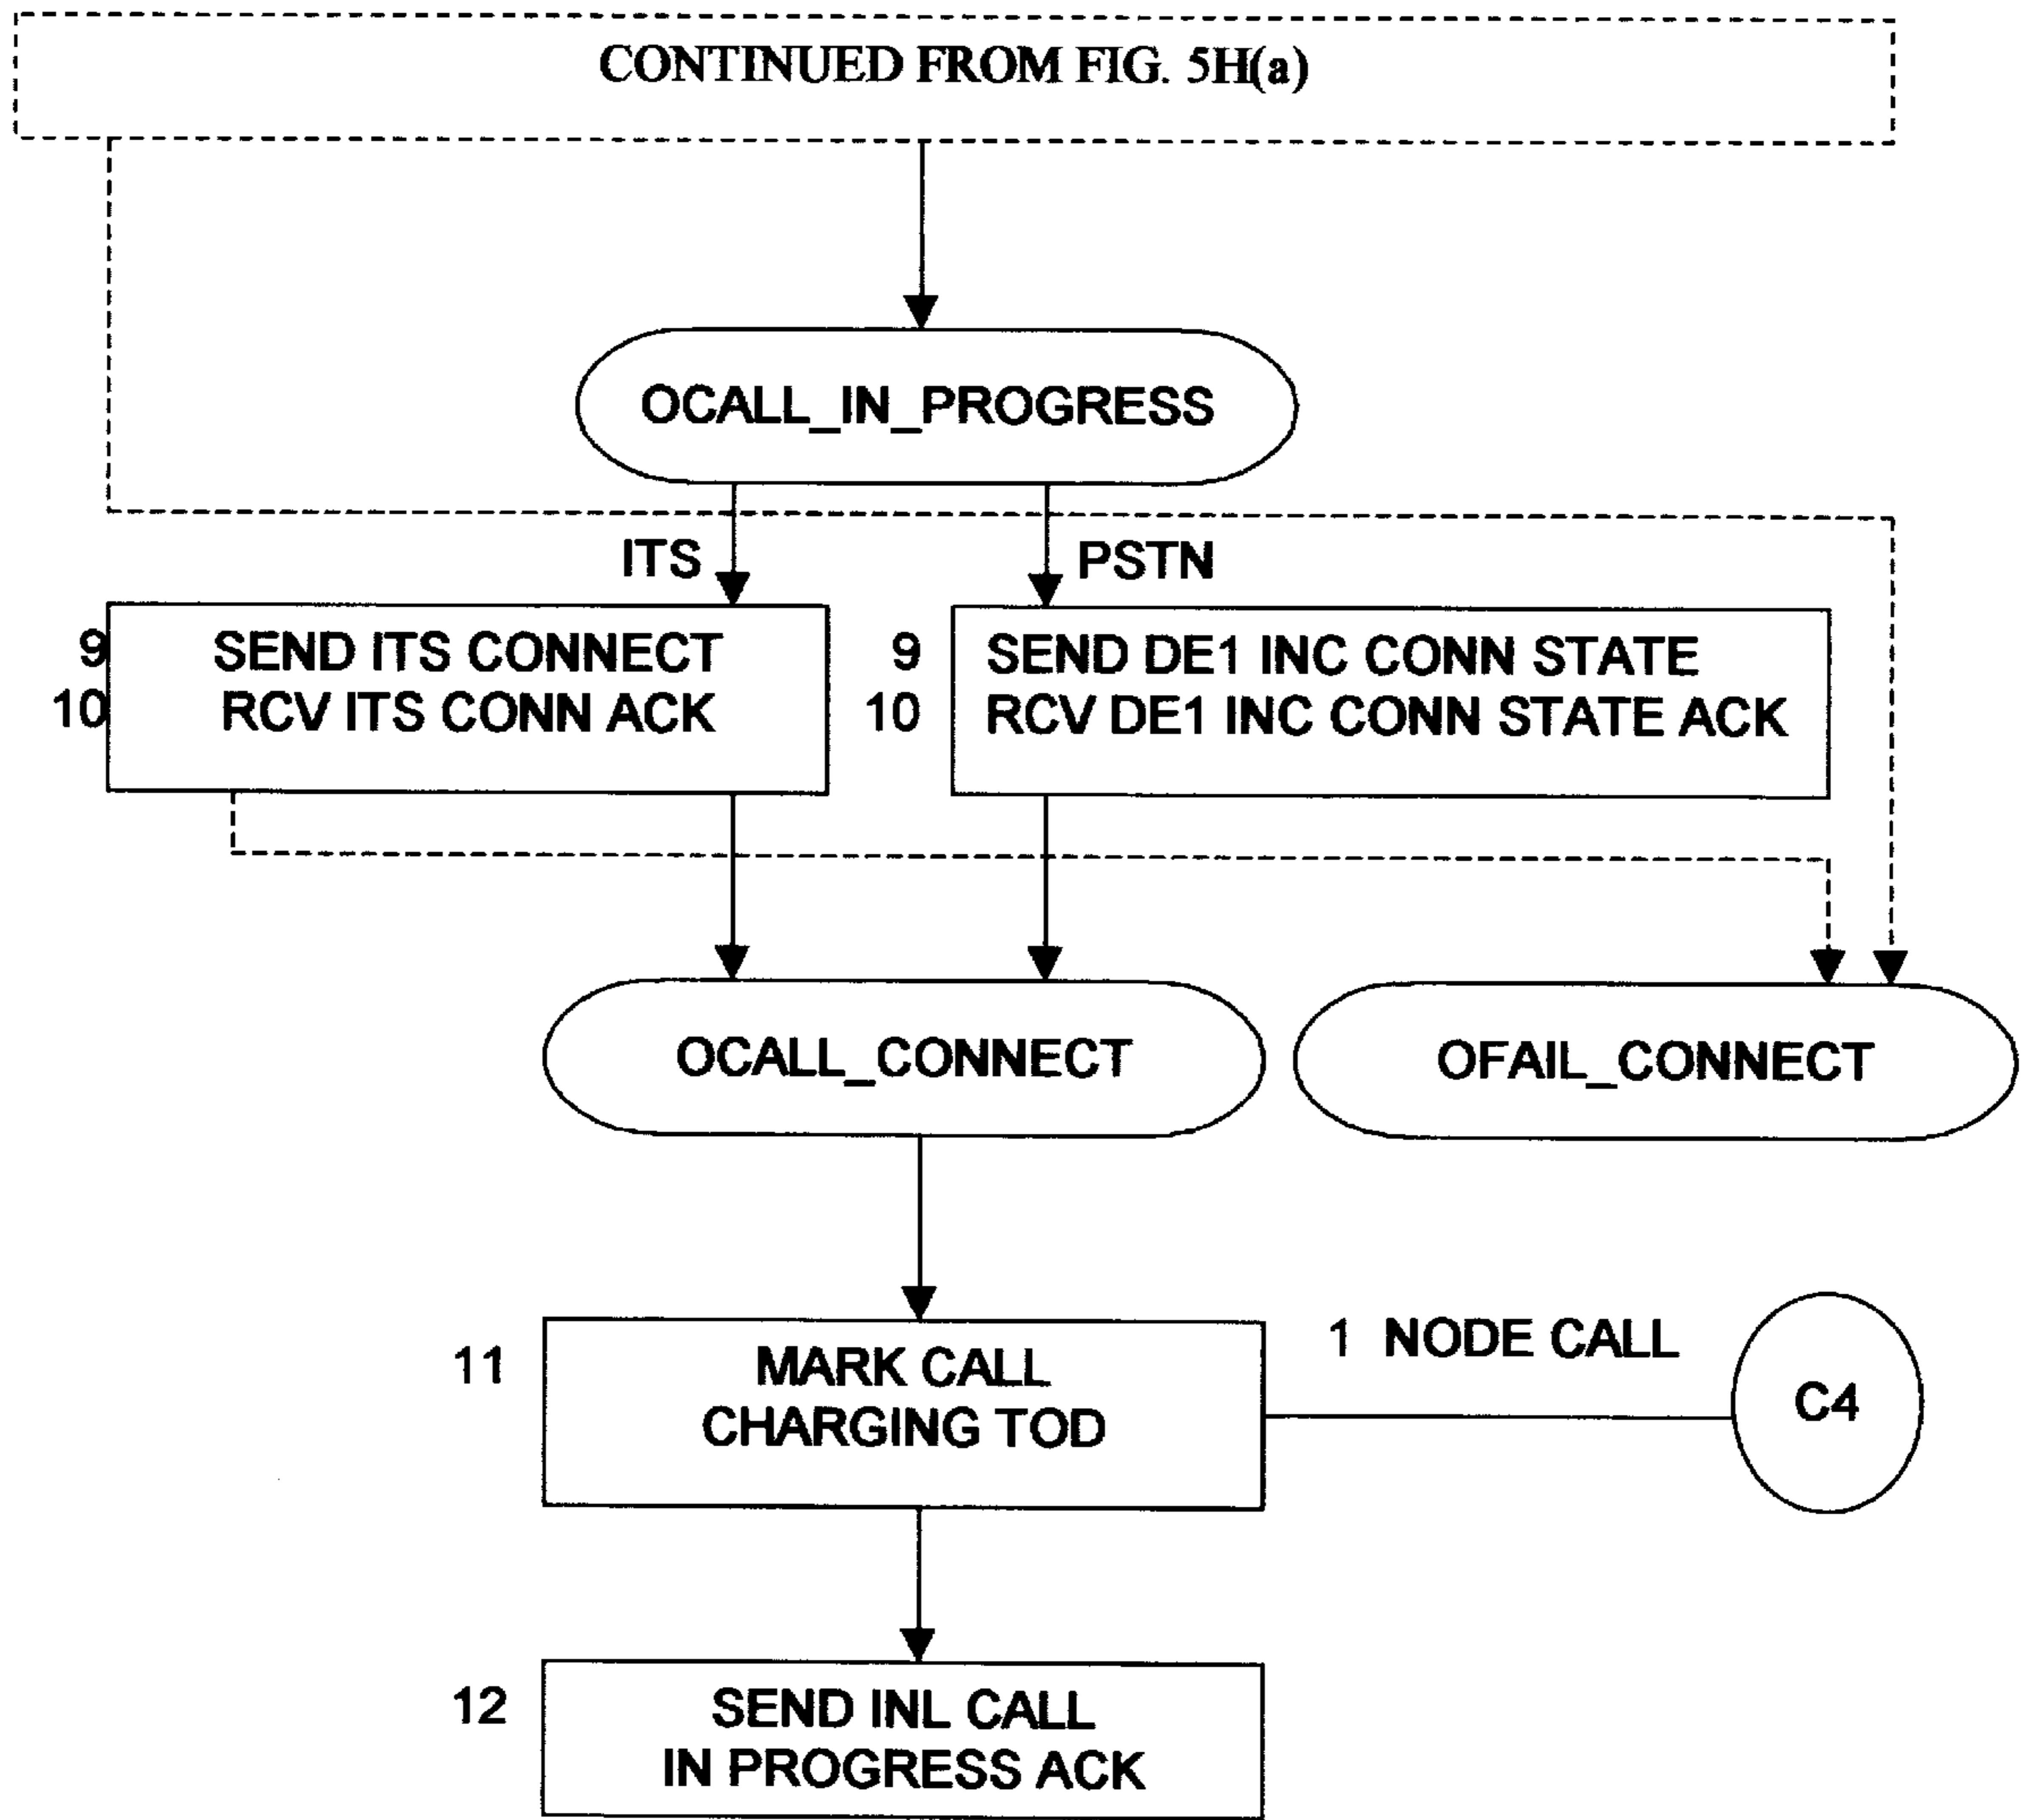 CONTINUED FROM FIG. 5H(a)
OCALL_IN_PROGRESS
ITS
PSTN
9 SEND ITS CONNECT
10 RCV ITS CONN ACK
9 SEND DE1 INC CONN STATE
10 RCV DE1 INC CONN STATE ACK
OCALL_CONNECT
OFAIL_CONNECT
11 MARK CALL
CHARGING TOD
1 NODE CALL
C4
12 SEND INL CALL
IN PROGRESS ACK